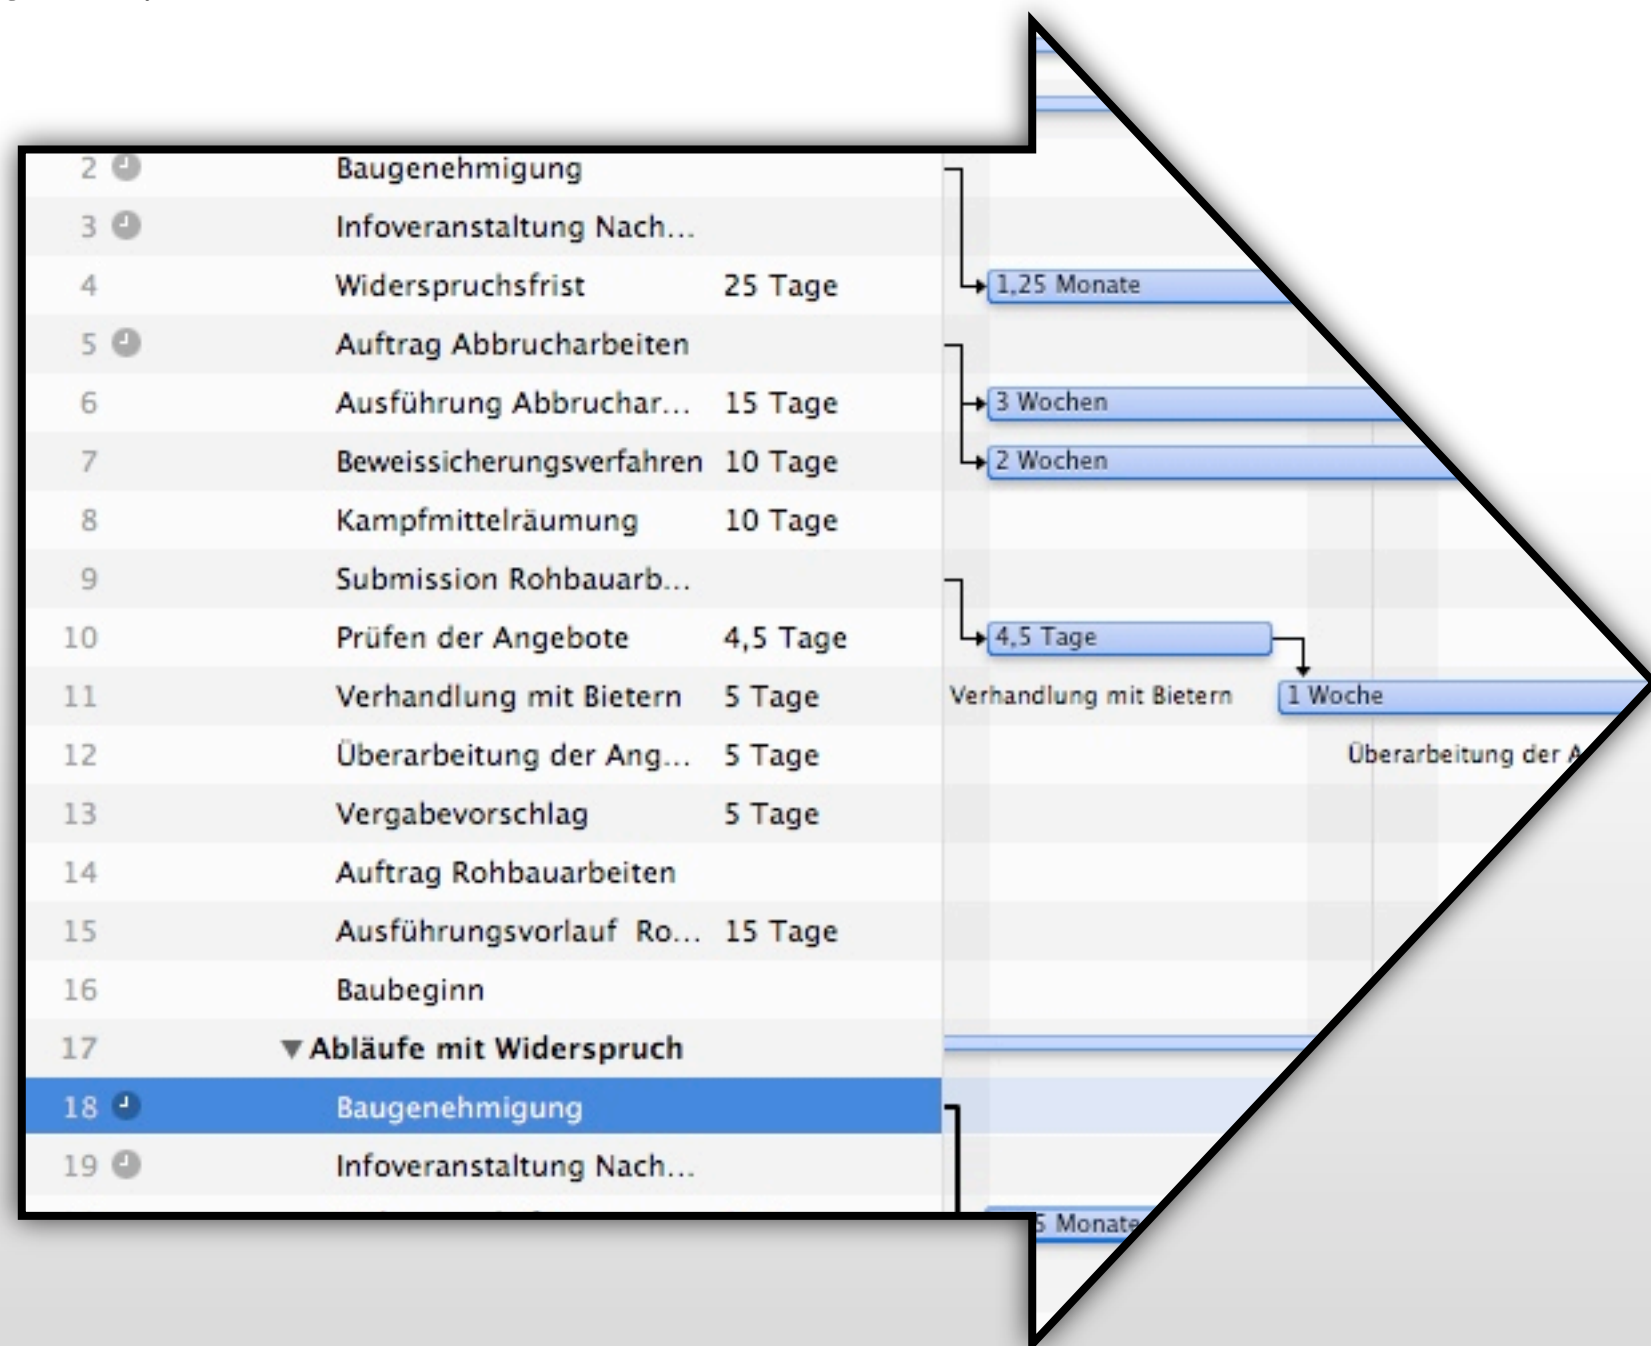 2 Baugenehmigung
3 Infoveranstaltung Nach...
4 Widerspruchsfrist 25 Tage 1,25 Monate
5 Auftrag Abbrucharbeiten
6 Ausführung Abbruchar... 15 Tage 3 Wochen
7 Beweissicherungsverfahren 10 Tage 2 Wochen
8 Kampfmittelräumung 10 Tage
9 Submission Rohbauarb...
10 Prüfen der Angebote 4,5 Tage 4,5 Tage
11 Verhandlung mit Bietern 5 Tage Verhandlung mit Bietern 1 Woche
12 Überarbeitung der Ang... 5 Tage Überarbeitung der A
13 Vergabevorschlag 5 Tage
14 Auftrag Rohbauarbeiten
15 Ausführungsvorlauf Ro... 15 Tage
16 Baubeginn
17 Abläufe mit Widerspruch
18 Baugenehmigung
19 Infoveranstaltung Nach...
5 Monate